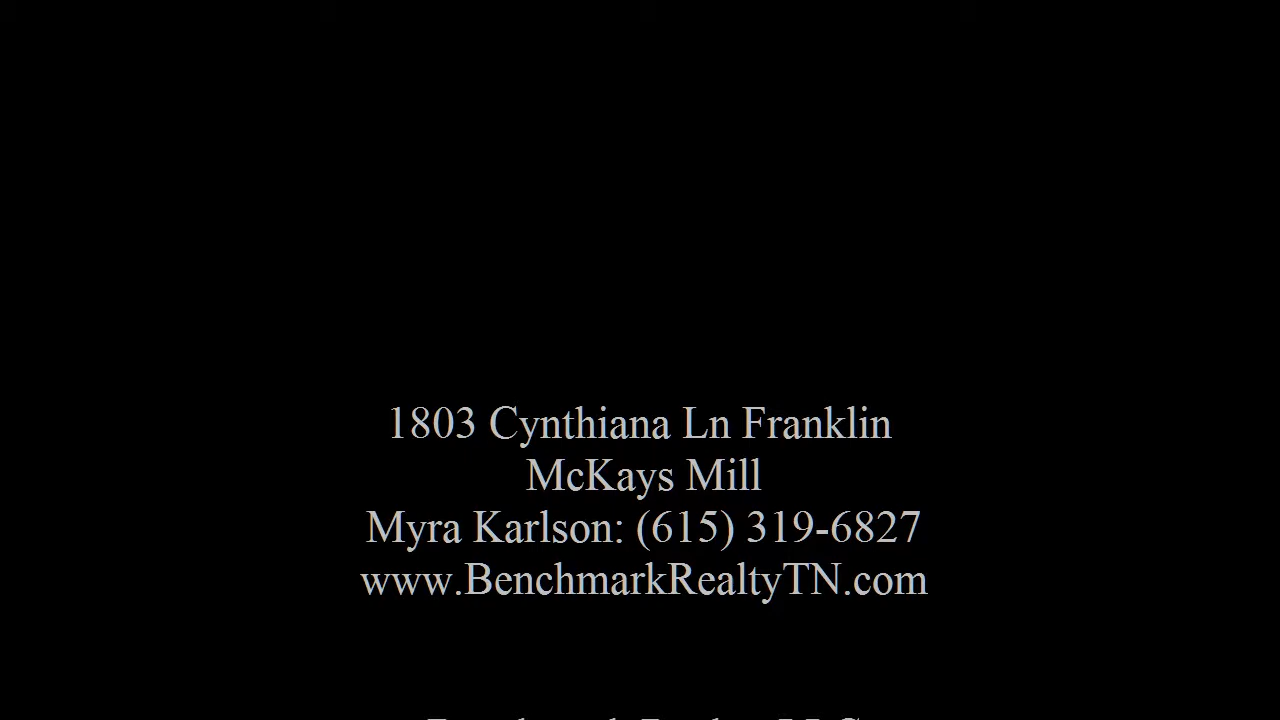 1803 Cynthiana Ln Franklin
McKays Mill
Myra Karlson: (615) 319-6827
www.BenchmarkRealtyTN.com